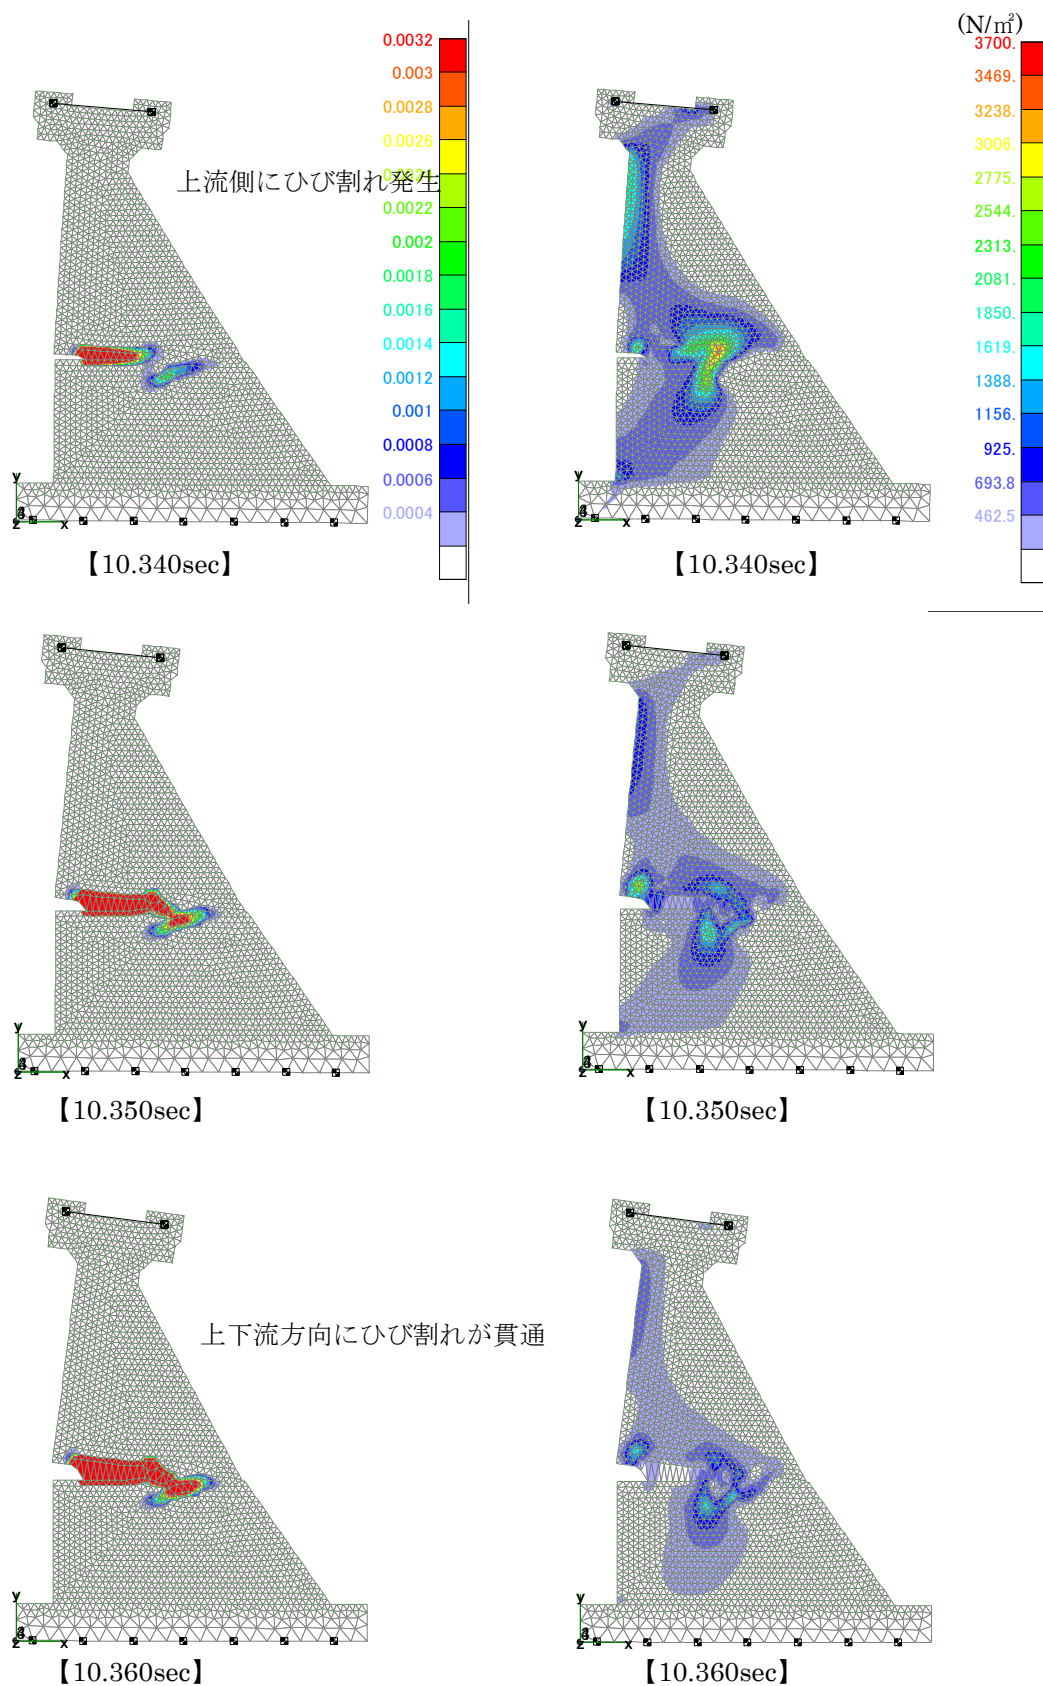 (N/㎡)
0.0032
0.003
0.0028
0.0026
0.0024
0.0022
0.002
0.0018
0.0016
0.0014
0.0012
0.001
0.0008
0.0006
0.0004
3700.
3469.
3238.
3006.
2775.
2544.
2313.
2081.
1850.
1619.
1388.
1156.
925.
693.8
462.5
上流側にひび割れ発生
y
z x
y
z x
【10.340sec】
【10.340sec】
y
z x
y
z x
【10.350sec】
【10.350sec】
上下流方向にひび割れが貫通
y
z x
y
z x
【10.360sec】
【10.360sec】